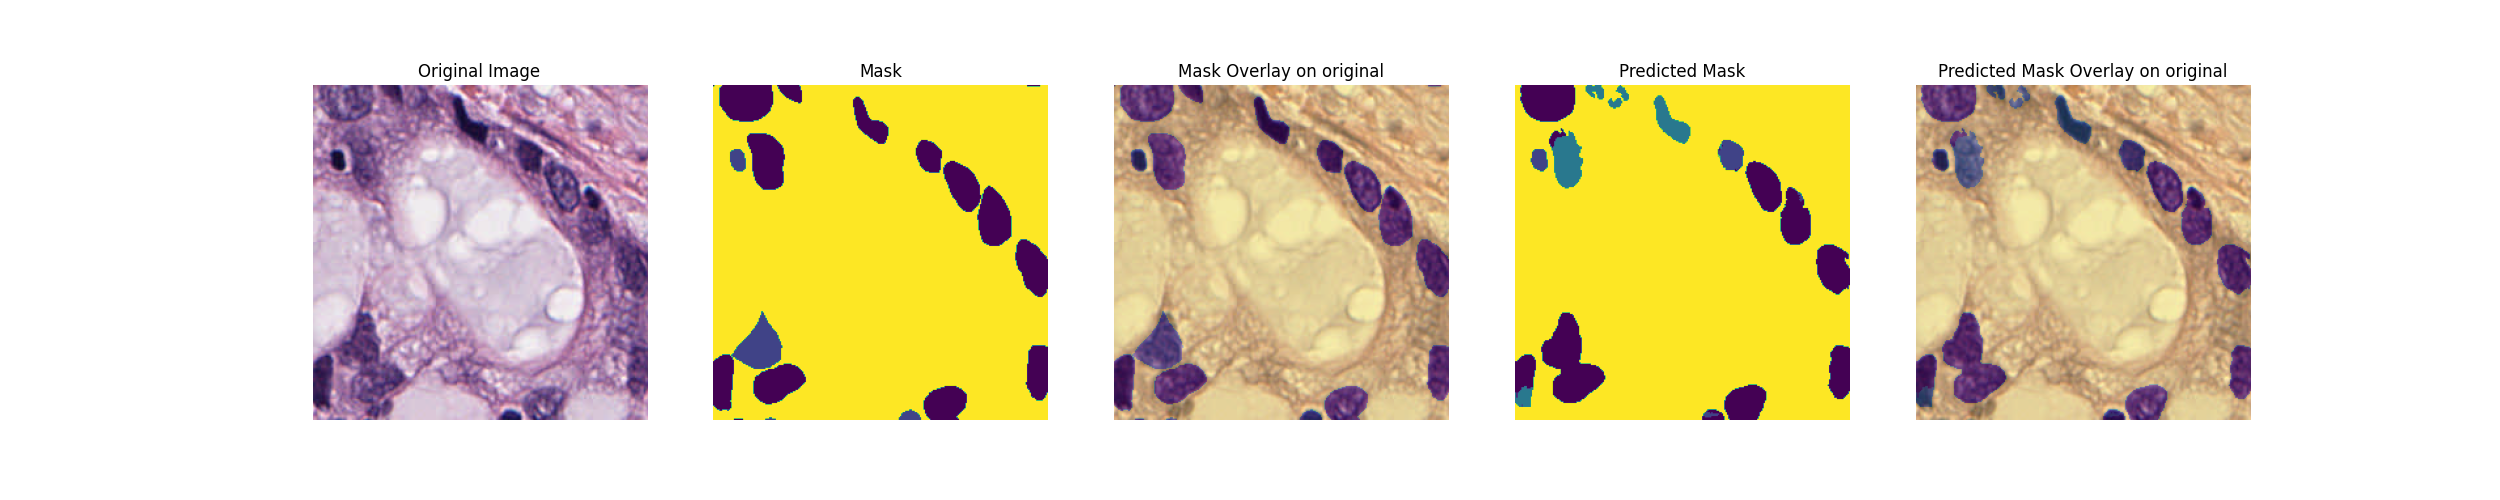 Original Image
Mask
Mask Overlay on original
Predicted Mask
Predicted Mask Overlay on original